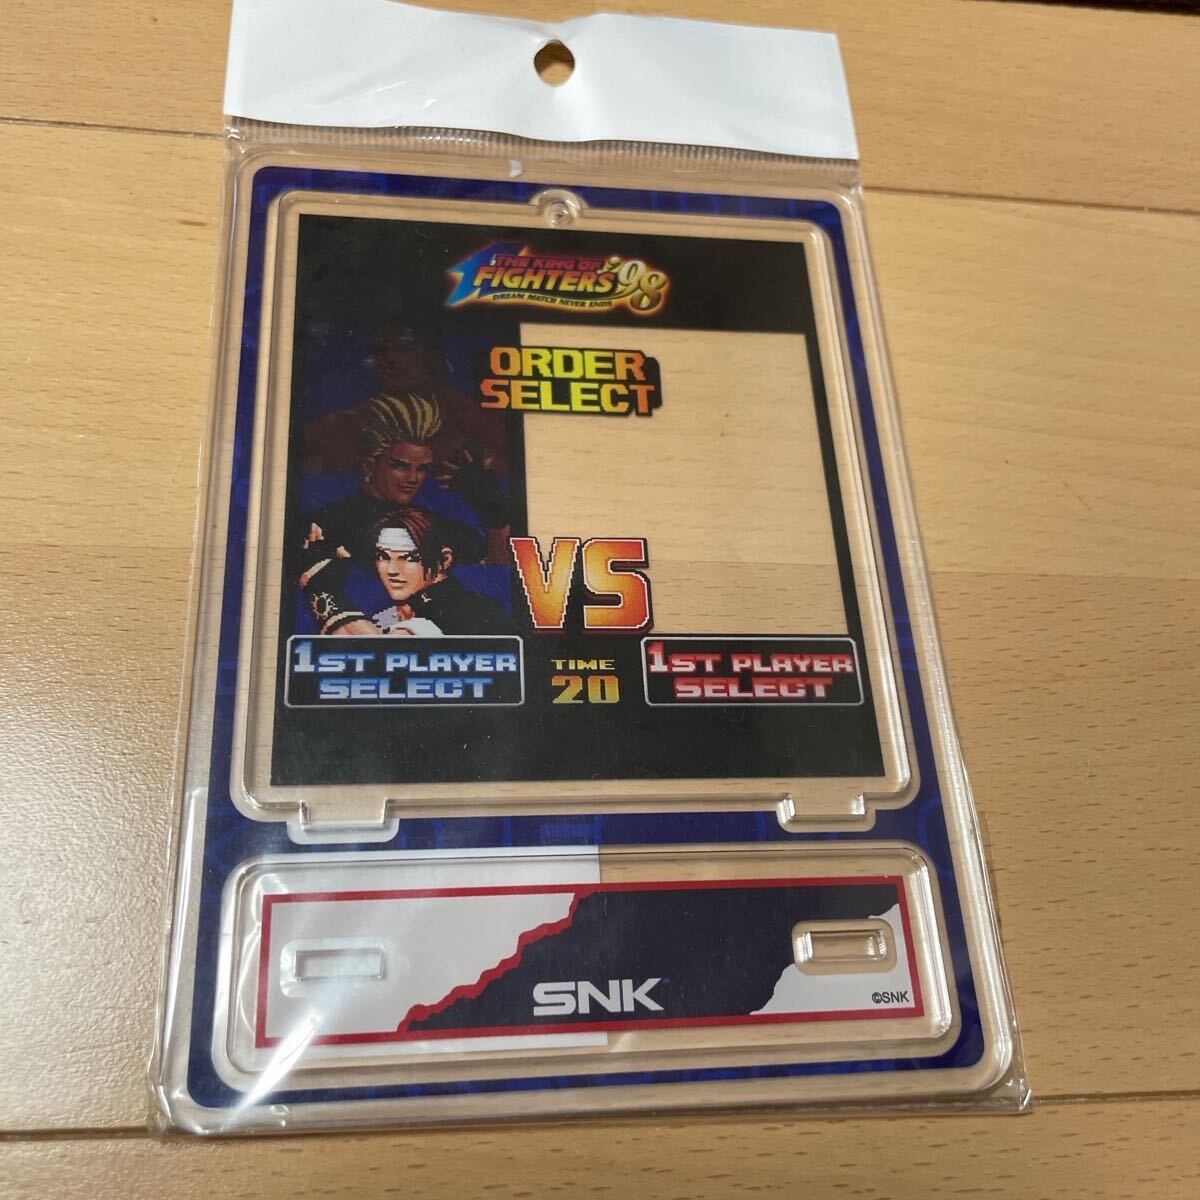 THE KING OF
FIGHTERS '98
DREAM MATCH NEVER ENDS
ORDER
SELECT
VS
1ST PLAYER
SELECT
TIME
20
1ST PLAYER
SELECT
SNK
©SNK